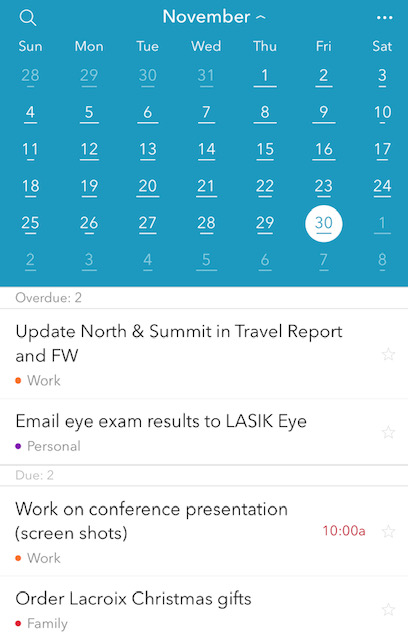 November
Sun Mon Tue Wed Thu Fri Sat
28 29 30 31 1 2 3
4 5 6 7 8 9 10
11 12 13 14 15 16 17
18 19 20 21 22 23 24
25 26 27 28 29 30 1
2 3 4 5 6 7 8
Overdue: 2
Update North & Summit in Travel Report
and FW
Work
Email eye exam results to LASIK Eye
Personal
Due: 2
Work on conference presentation
(screen shots) 10:00a
Work
Order Lacroix Christmas gifts
Family